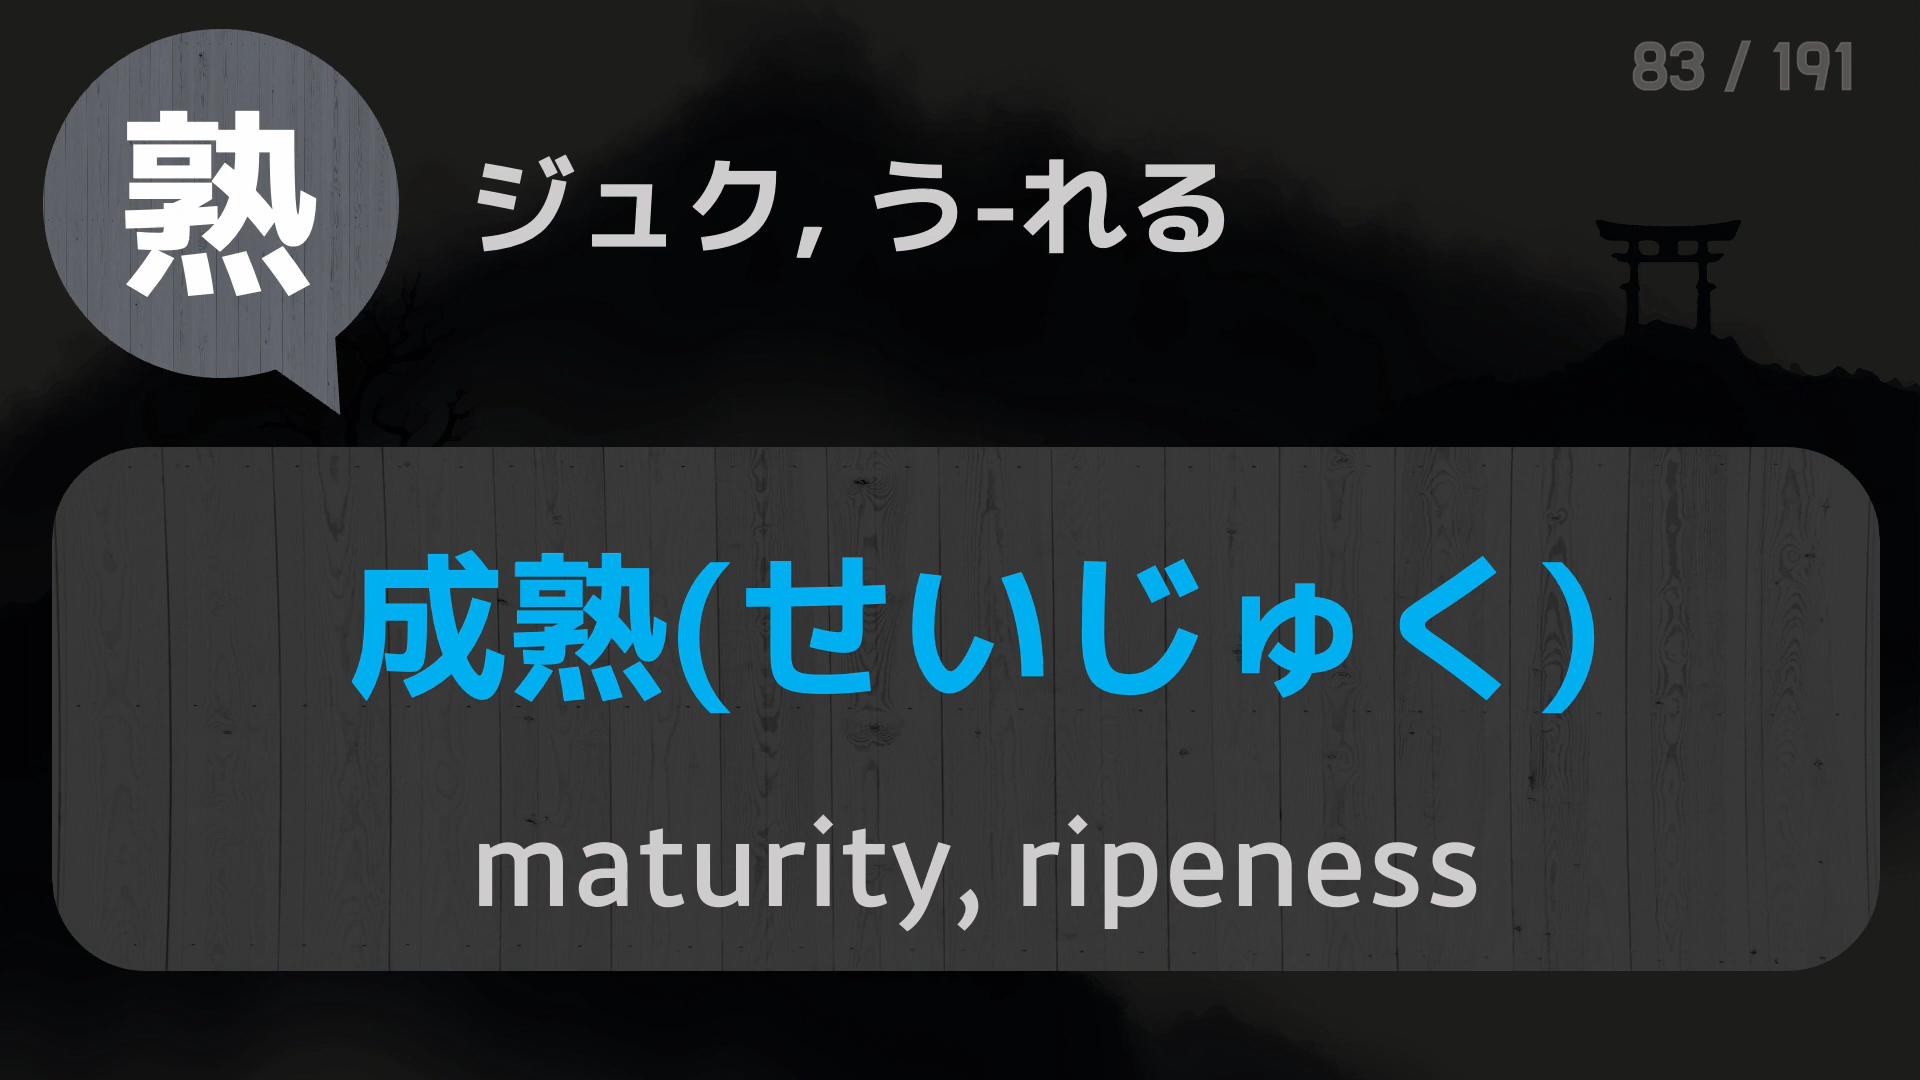 83 / 191
熟
ジュク, う-れる
成熟(せいじゅく)
maturity, ripeness